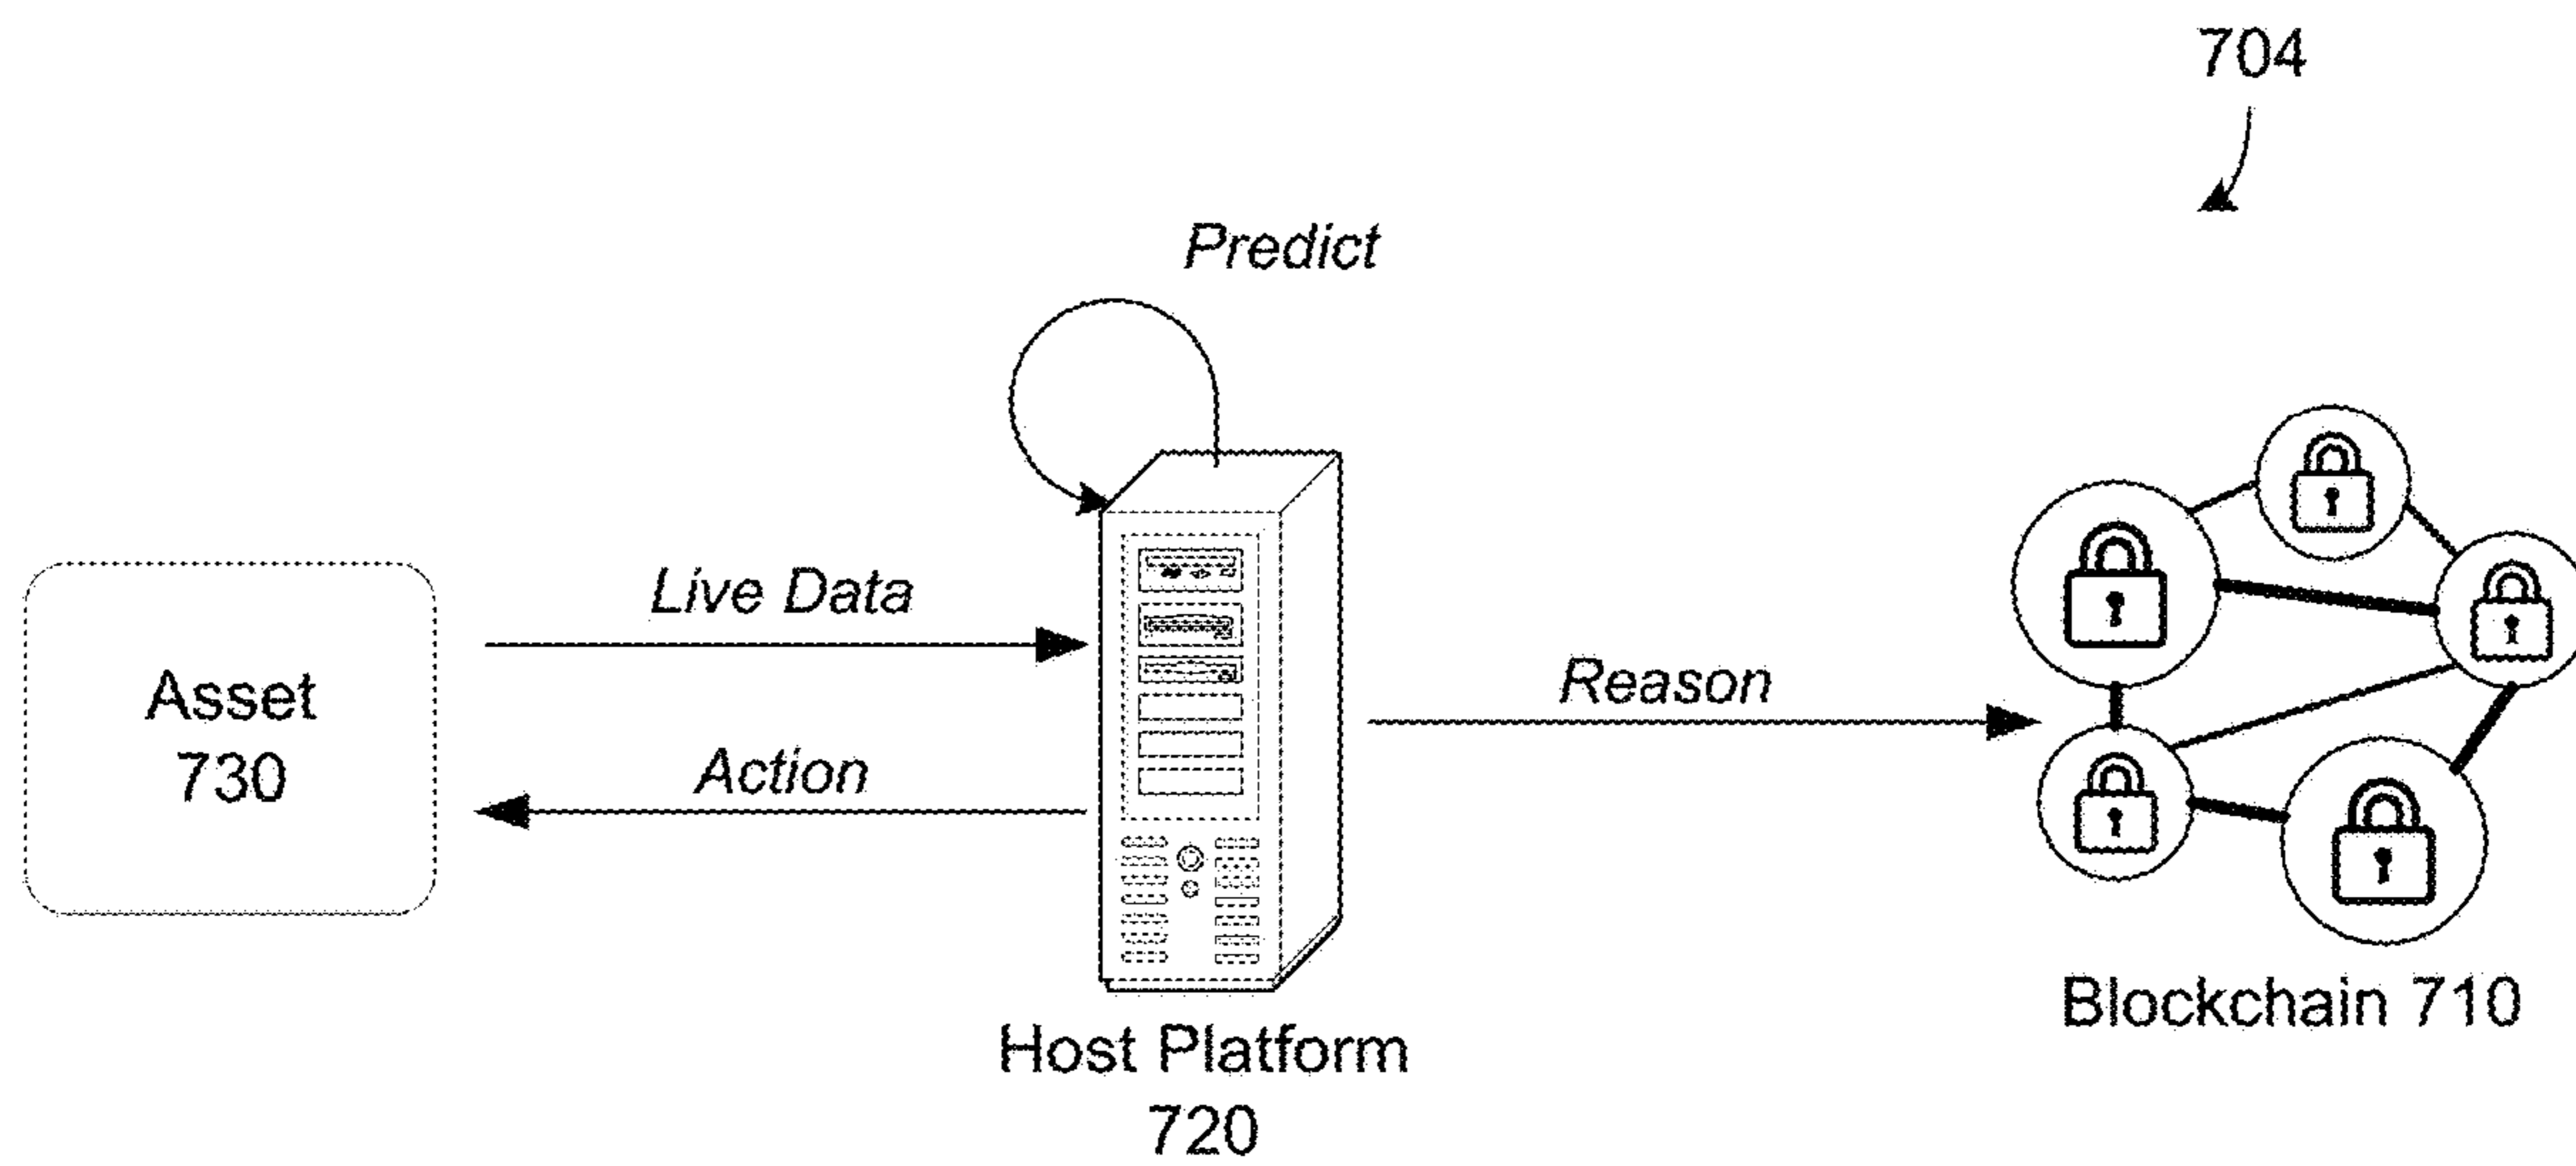 704
Predict
Live Data
Asset
730
Action
Reason
Host Platform
720
Blockchain 710